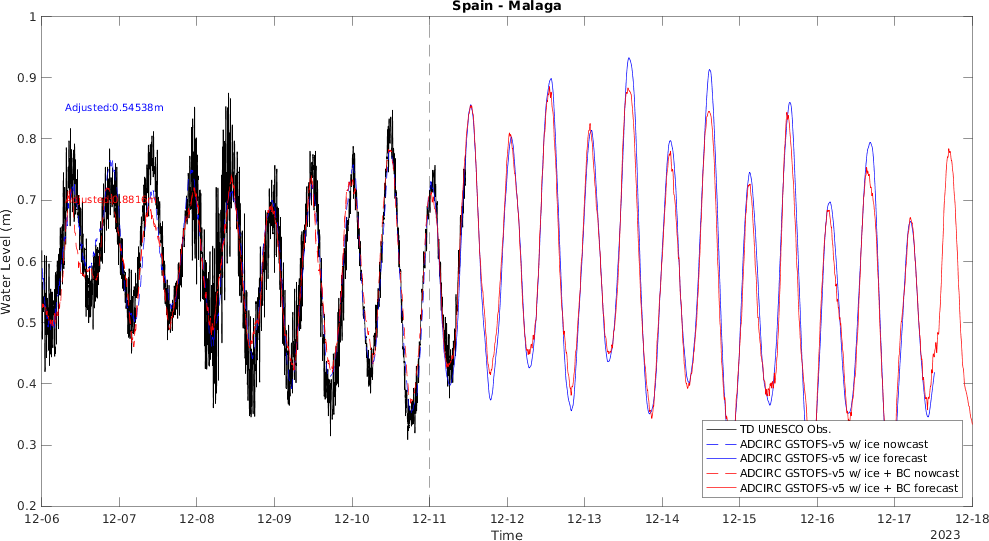 Spain - Malaga
1
0.9
0.8
0.7
0.6
0.5
0.4
0.3
0.2
Water Level (m)
Adjusted:0.54538m
TD UNESCO Obs.
ADCIRC GSTOFS-v5 w/ ice nowcast
ADCIRC GSTOFS-v5 w/ ice forecast
ADCIRC GSTOFS-v5 w/ ice + BC nowcast
ADCIRC GSTOFS-v5 w/ ice + BC forecast
12-06 12-07 12-08 12-09 12-10 12-11 12-12 12-13 12-14 12-15 12-16 12-17 12-18
Time
2023